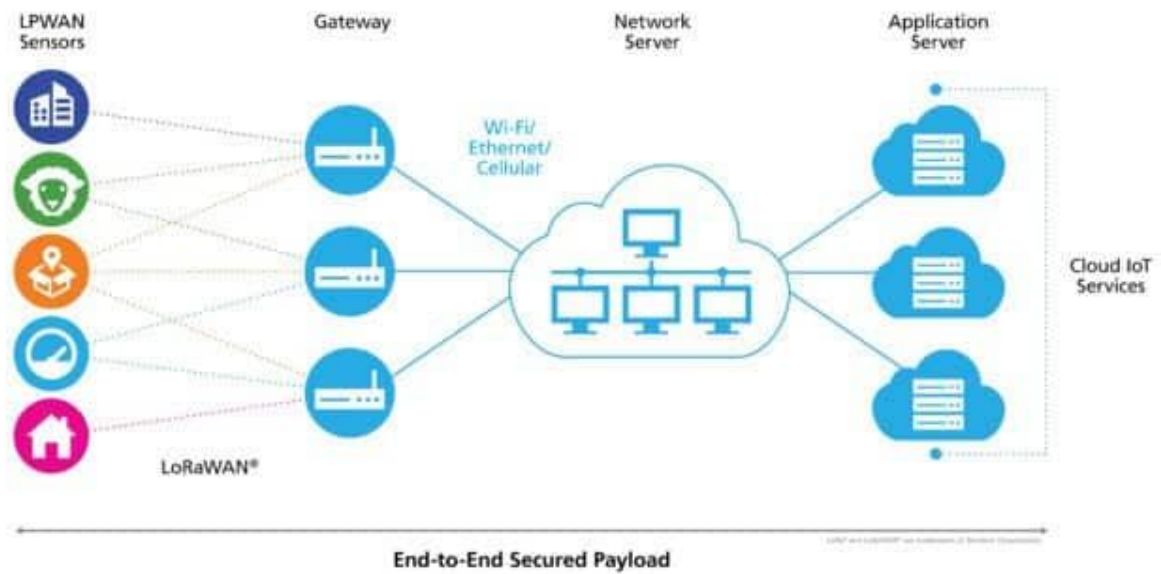 LPWAN
Sensors
Gateway
Network
Server
Application
Server
Wi-Fi/
Ethernet/
Cellular
Cloud IoT
Services
LoRaWAN®
End-to-End Secured Payload